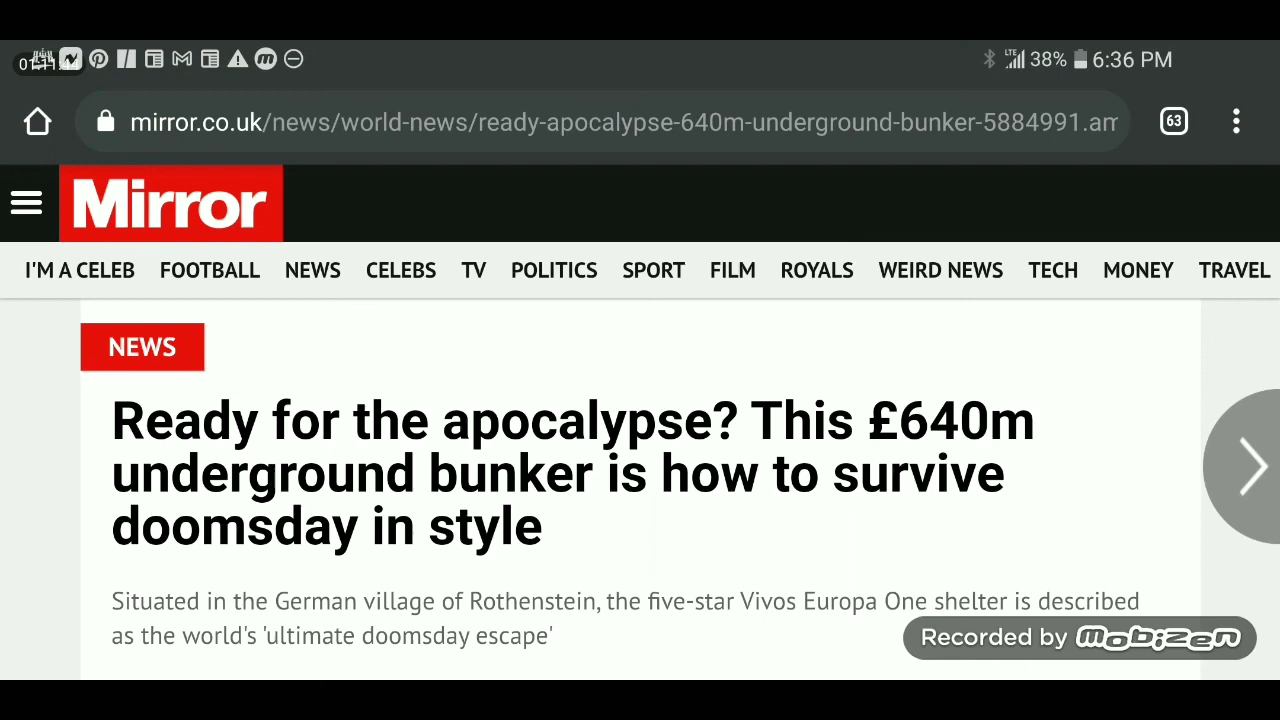 01:11:44
38% 6:36 PM
mirror.co.uk/news/world-news/ready-apocalypse-640m-underground-bunker-5884991.am
63
Mirror
I'M A CELEB FOOTBALL NEWS CELEBS TV POLITICS SPORT FILM ROYALS WEIRD NEWS TECH MONEY TRAVEL
NEWS
Ready for the apocalypse? This £640m
underground bunker is how to survive
doomsday in style
Situated in the German village of Rothenstein, the five-star Vivos Europa One shelter is described
as the world's 'ultimate doomsday escape'
Recorded by mobizen